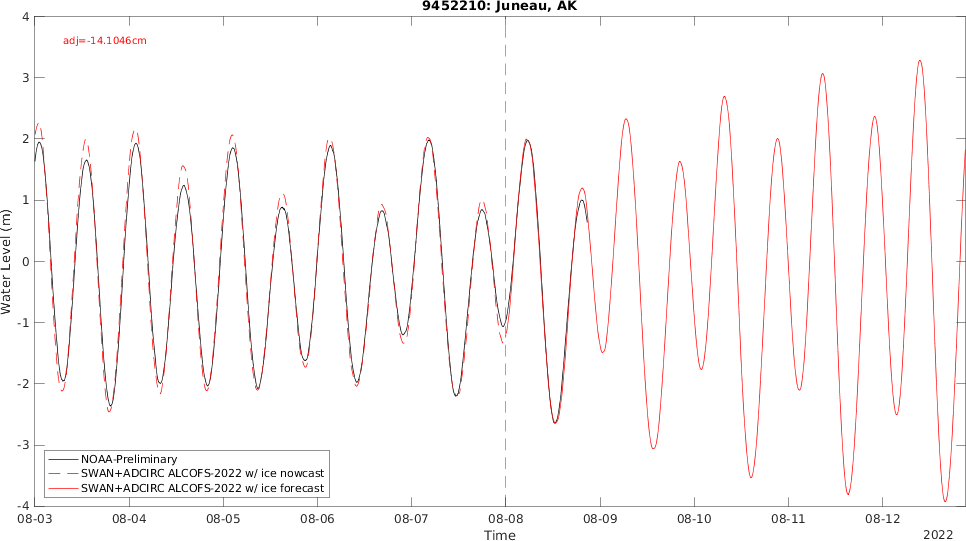 9452210: Juneau, AK
adj=-14.1046cm
4
3
2
1
0
-1
-2
-3
-4
Water Level (m)
NOAA-Preliminary
SWAN+ADCIRC ALCOFS-2022 w/ ice nowcast
SWAN+ADCIRC ALCOFS-2022 w/ ice forecast
08-03 08-04 08-05 08-06 08-07 08-08 08-09 08-10 08-11 08-12
Time
2022